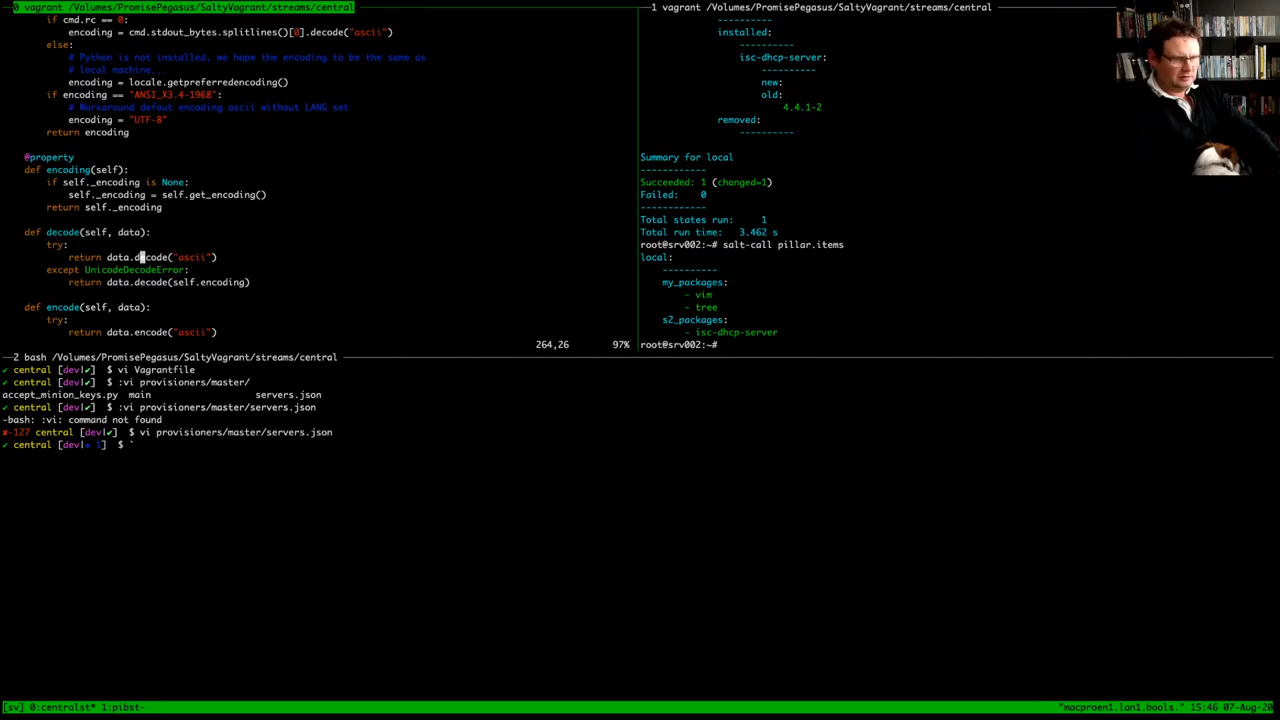 0 vagrant /Volumes/PromisePegasus/SaltyVagrant/streams/central
if cmd.rc == 0:
encoding = cmd.stdout_bytes.splitlines()[0].decode("ascii")
else:
# Python is not installed, we hope the encoding to be the same as
# local machine...
encoding = locale.getpreferredencoding()
if encoding == "ANSI_X3.4-1968":
# Workaround defaut encoding ascii without LANG set
encoding = "UTF-8"
return encoding
@property
def encoding(self):
if self._encoding is None:
self._encoding = self.get_encoding()
return self._encoding
def decode(self, data):
try:
return data.decode("ascii")
except UnicodeDecodeError:
return data.decode(self.encoding)
def encode(self, data):
try:
return data.encode("ascii")
264,26 97%
1 vagrant /Volumes/PromisePegasus/SaltyVagrant/streams/central
----------
installed:
----------
isc-dhcp-server:
----------
new:
old:
4.4.1-2
removed:
----------
Summary for local
------------
Succeeded: 1 (changed=1)
Failed: 0
------------
Total states run: 1
Total run time: 3.462 s
root@srv002:~# salt-call pillar.items
local:
----------
my_packages:
- vim
- tree
s2_packages:
- isc-dhcp-server
root@srv002:~#
2 bash /Volumes/PromisePegasus/SaltyVagrant/streams/central
✔ central [dev|✔] $ vi Vagrantfile
✔ central [dev|✔] $ :vi provisioners/master/
accept_minion_keys.py main servers.json
✔ central [dev|✔] $ :vi provisioners/master/servers.json
-bash: :vi: command not found
✘-127 central [dev|✔] $ vi provisioners/master/servers.json
✔ central [dev|✚ 1] $ `
[sv] 0:centralst* 1:pibst- "macproen1.lan1.bools." 15:46 07-Aug-20